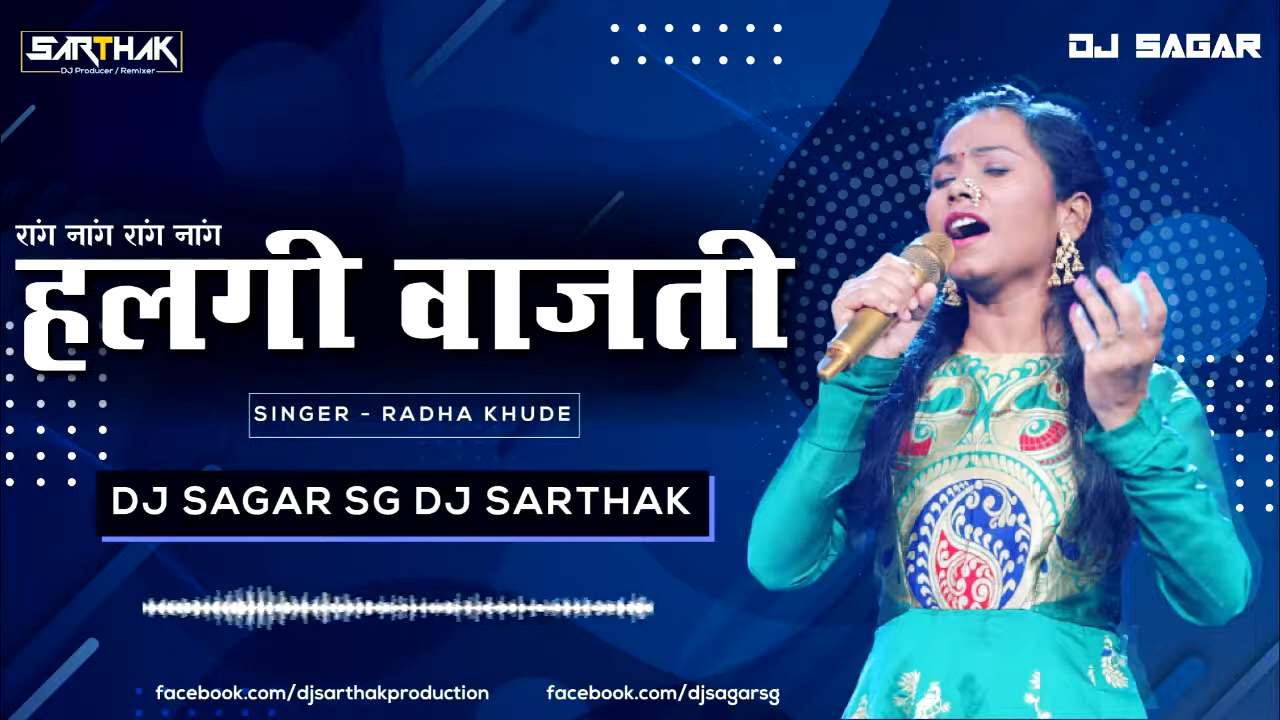 SARTHAK
DJ Producer / Remixer
DJ SAGAR
रांग नांग रांग नांग
हलगी वाजती
SINGER - RADHA KHUDE
DJ SAGAR SG DJ SARTHAK
facebook.com/djsarthakproduction
facebook.com/djsagarsg